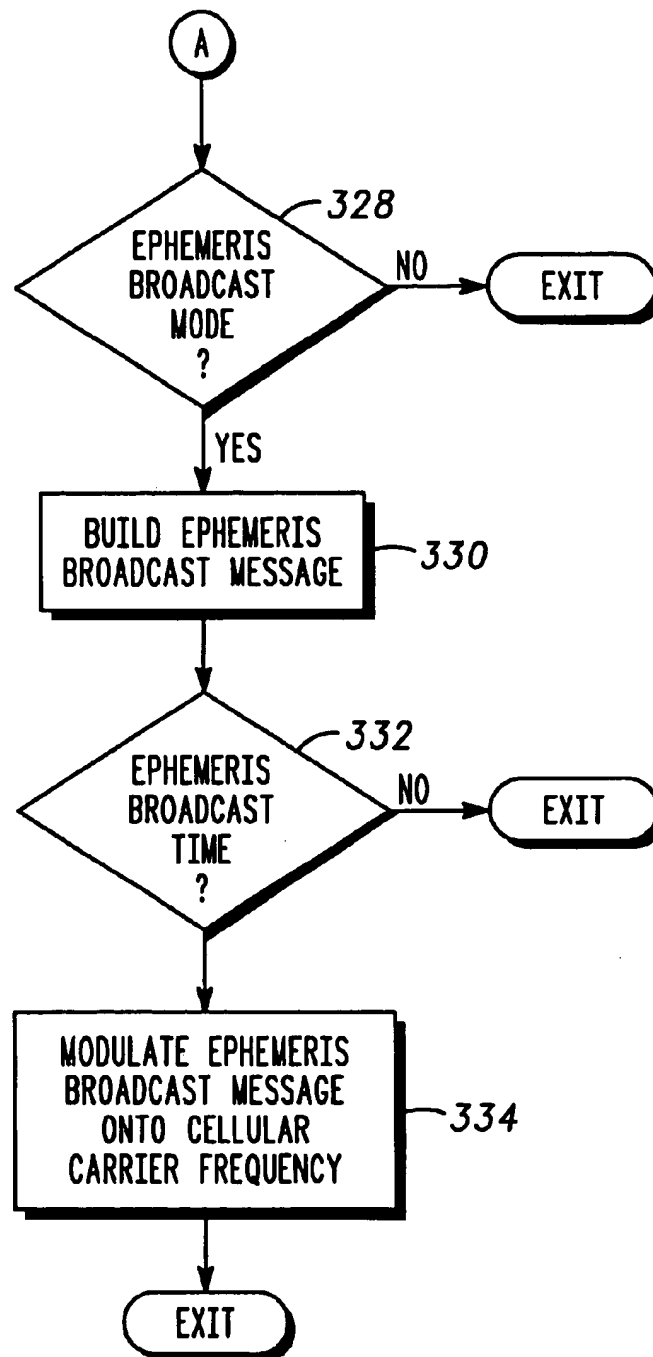 A
328
EPHEMERIS
BROADCAST
MODE
?
NO
EXIT
YES
BUILD EPHEMERIS
BROADCAST MESSAGE
330
332
EPHEMERIS
BROADCAST
TIME
?
NO
EXIT
MODULATE EPHEMERIS
BROADCAST MESSAGE
ONTO CELLULAR
CARRIER FREQUENCY
334
EXIT